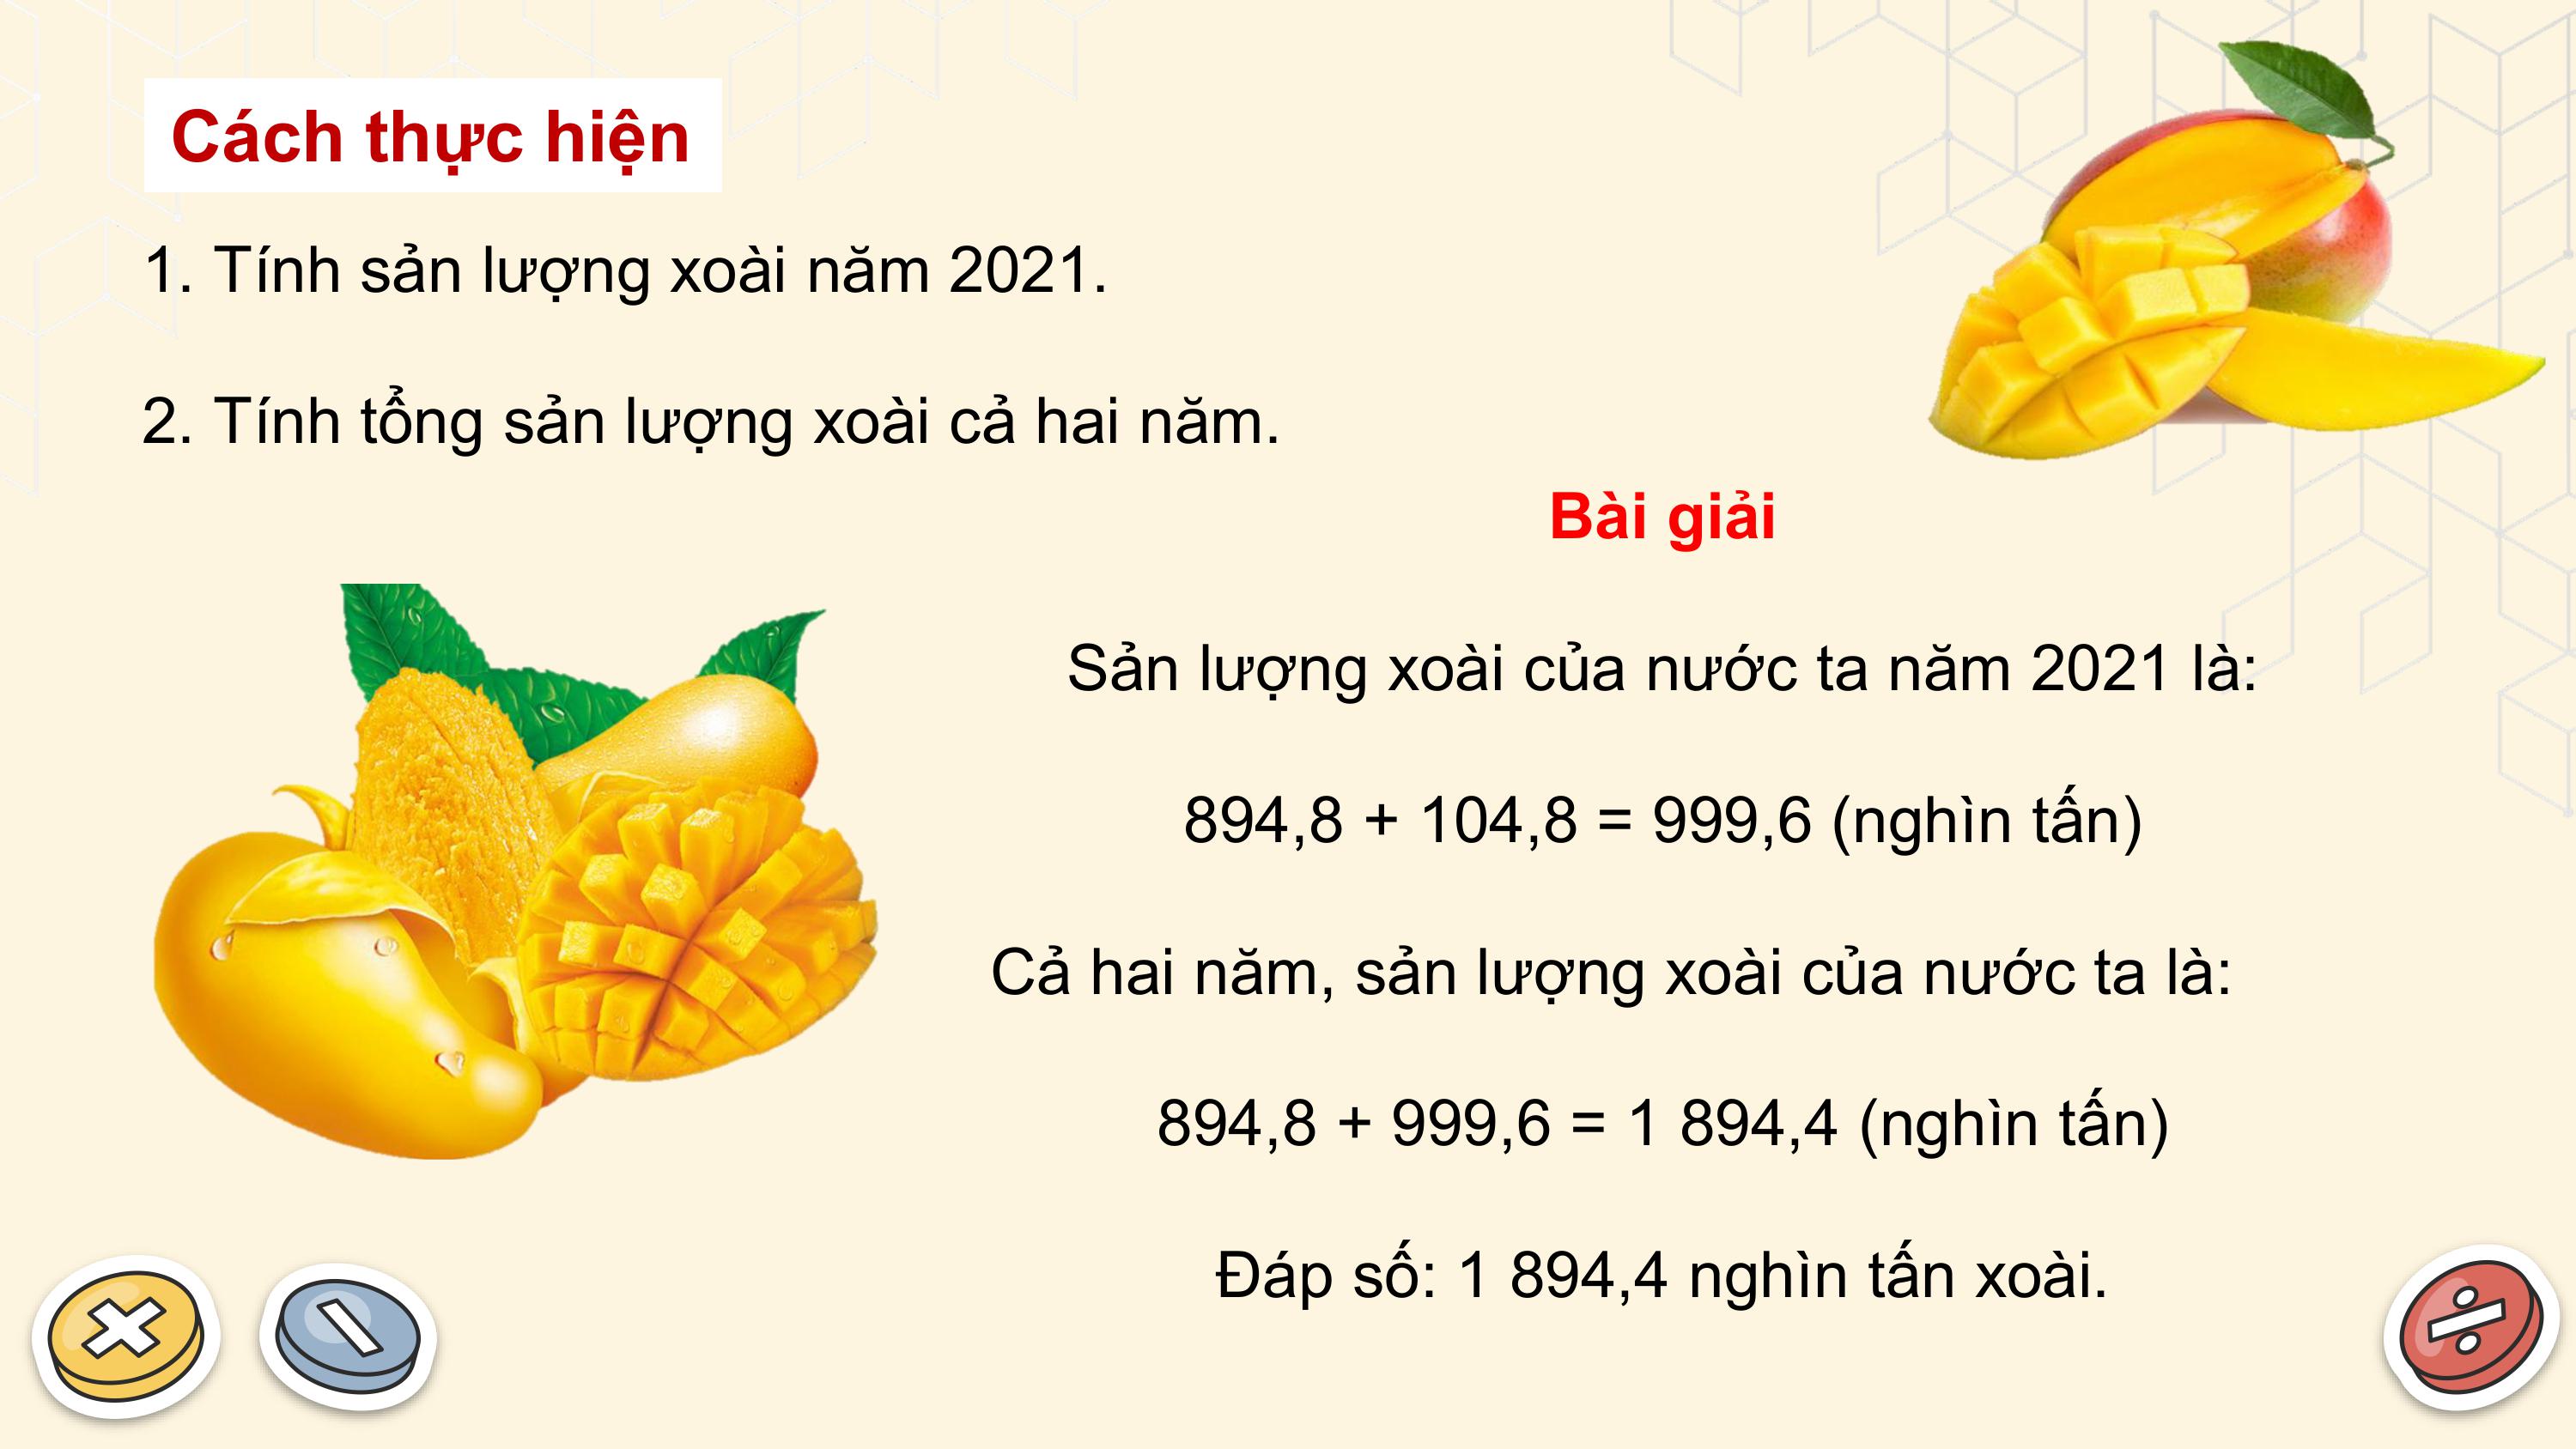 Cách thực hiện
1. Tính sản lượng xoài năm 2021.
2. Tính tổng sản lượng xoài cả hai năm.
Bài giải
Sản lượng xoài của nước ta năm 2021 là:
894,8 + 104,8 = 999,6 (nghìn tấn)
Cả hai năm, sản lượng xoài của nước ta là:
894,8 + 999,6 = 1 894,4 (nghìn tấn)
Đáp số: 1 894,4 nghìn tấn xoài.